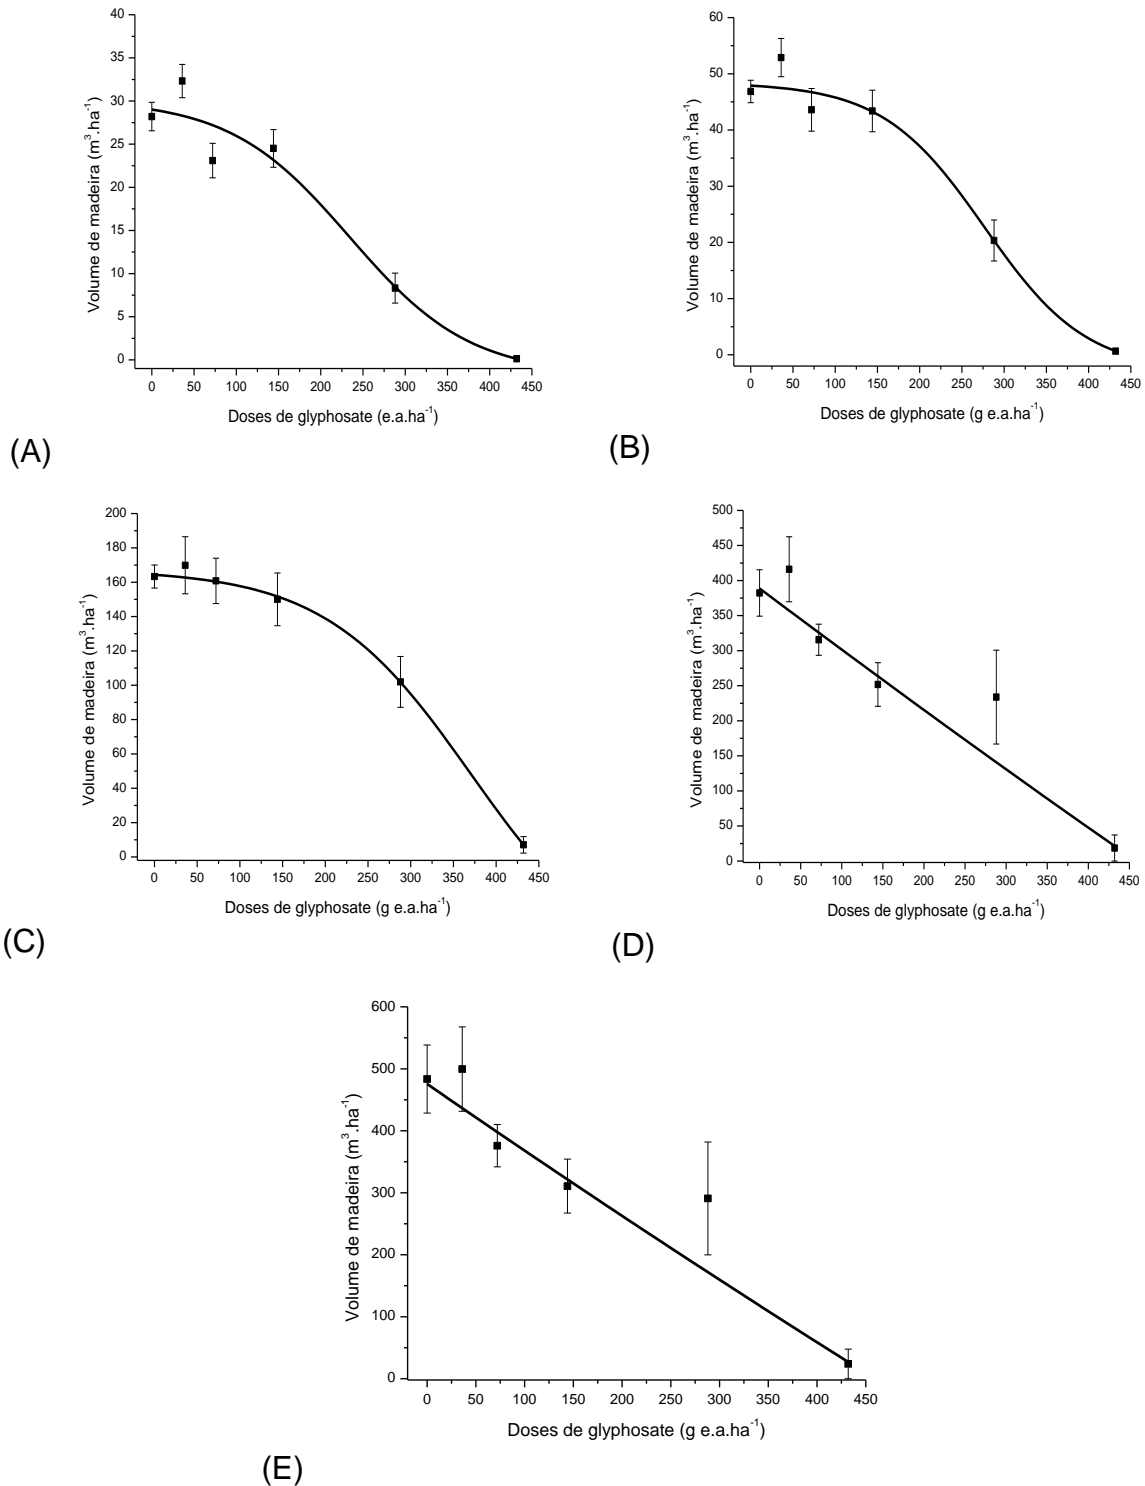 40
35
30
25
20
15
10
5
0
Volume de madeira (m³.ha⁻¹)
0 50 100 150 200 250 300 350 400 450
Doses de glyphosate (e.a.ha⁻¹)
(A)
60
50
40
30
20
10
0
Volume de madeira (m³.ha⁻¹)
0 50 100 150 200 250 300 350 400 450
Doses de glyphosate (g e.a.ha⁻¹)
(B)
200
180
160
140
120
100
80
60
40
20
0
Volume de madeira (m³.ha⁻¹)
0 50 100 150 200 250 300 350 400 450
Doses de glyphosate (g e.a.ha⁻¹)
(C)
500
450
400
350
300
250
200
150
100
50
0
Volume de madeira (m³.ha⁻¹)
0 50 100 150 200 250 300 350 400 450
Doses de glyphosate (g e.a.ha⁻¹)
(D)
600
500
400
300
200
100
0
Volume de madeira (m³.ha⁻¹)
0 50 100 150 200 250 300 350 400 450
Doses de glyphosate (g e.a.ha⁻¹)
(E)